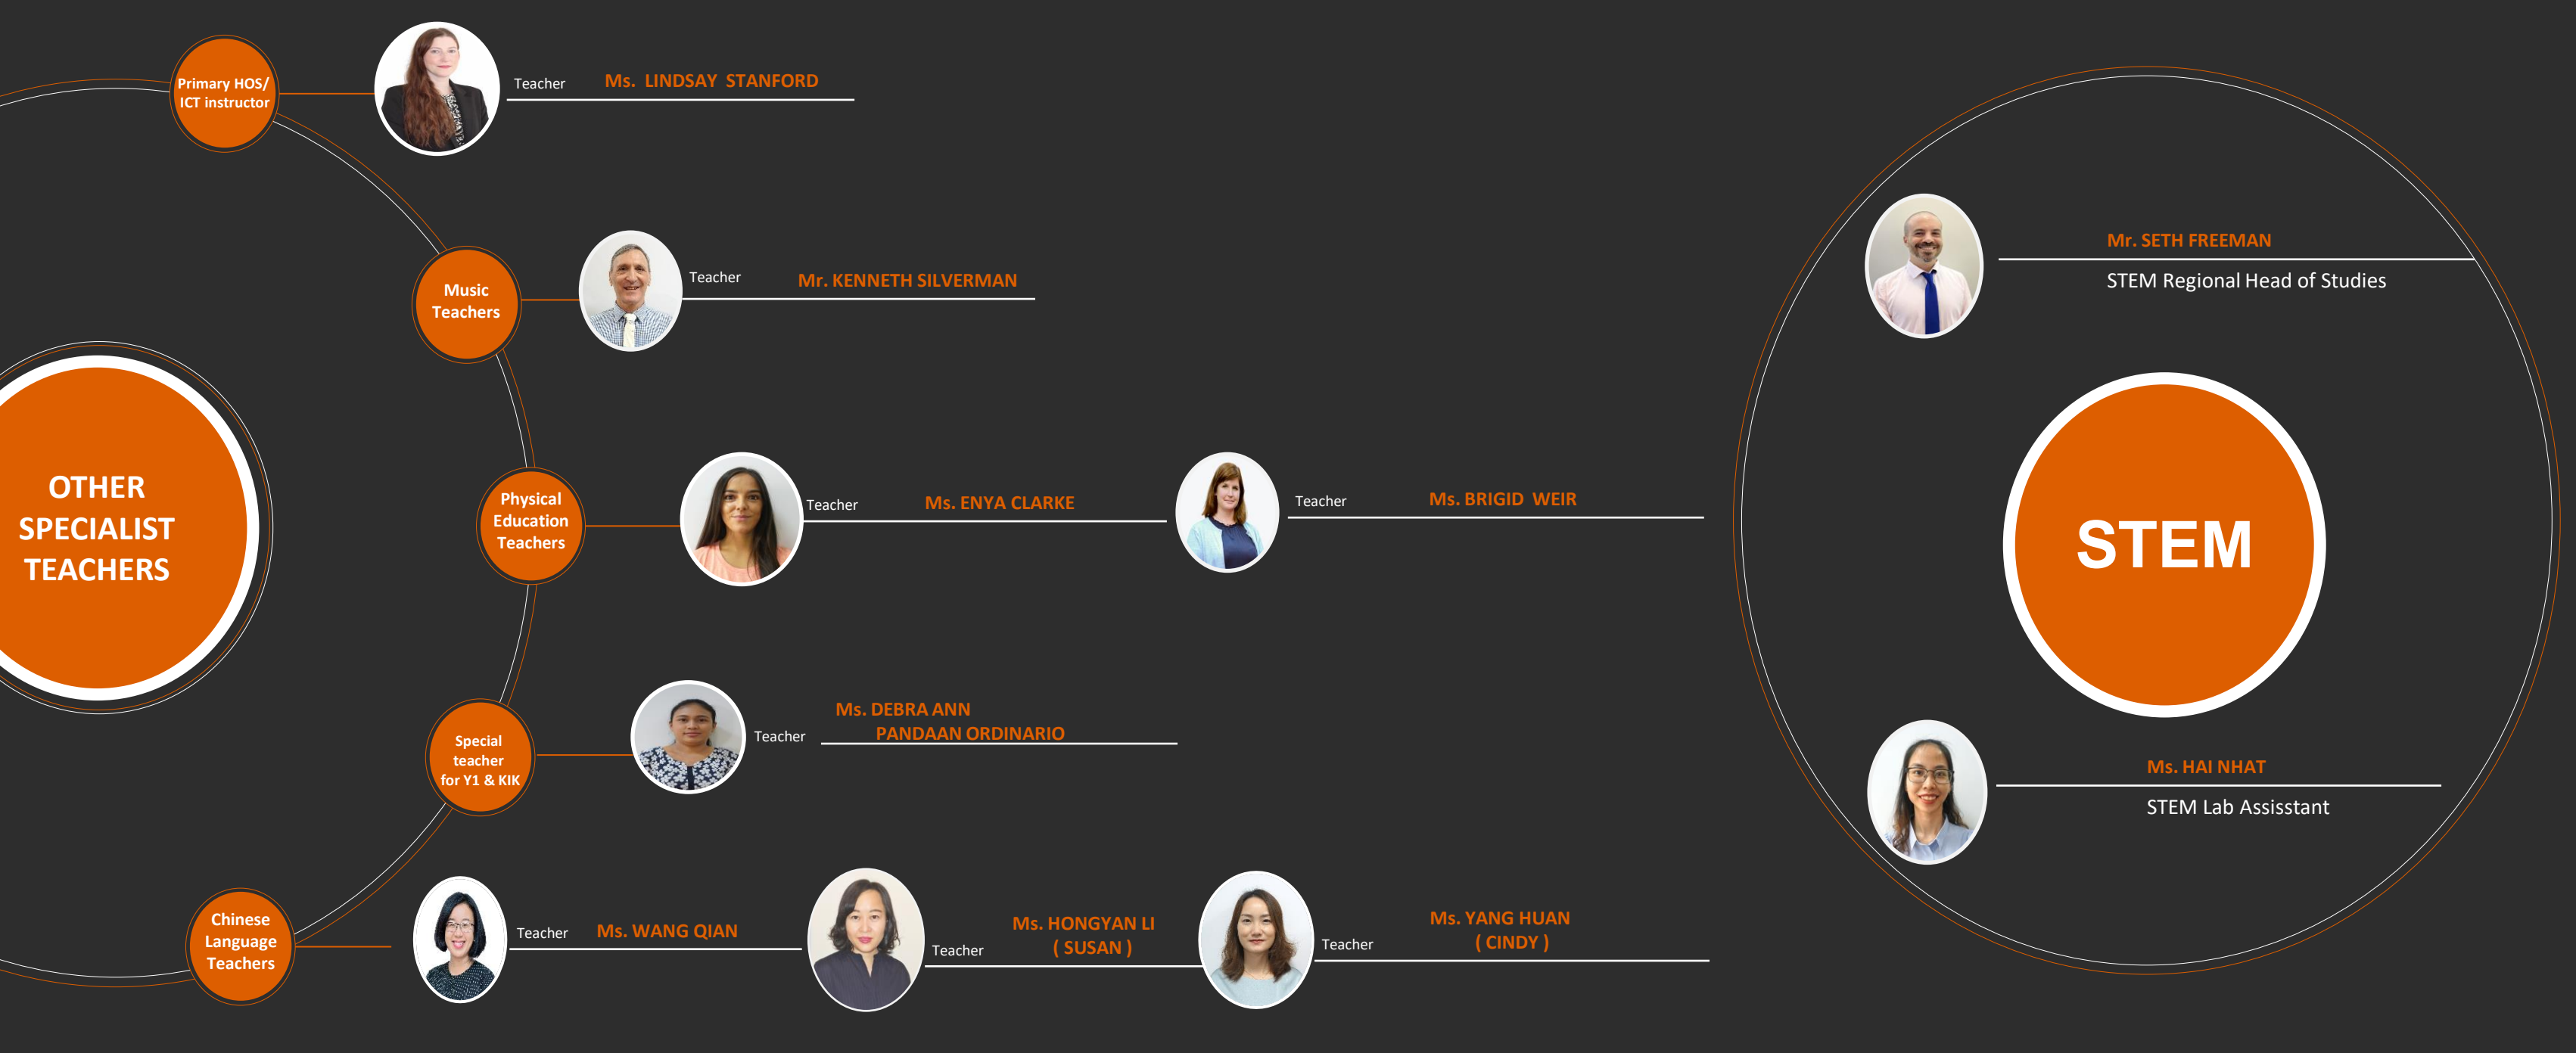 Primary HOS/
ICT instructor
Teacher
Ms. LINDSAY STANFORD
Music
Teachers
Teacher
Mr. KENNETH SILVERMAN
OTHER
SPECIALIST
TEACHERS
Physical
Education
Teachers
Teacher
Ms. ENYA CLARKE
Teacher
Ms. BRIGID WEIR
Special
teacher
for Y1 & KIK
Teacher
Ms. DEBRA ANN
PANDAAN ORDINARIO
Chinese
Language
Teachers
Teacher
Ms. WANG QIAN
Teacher
Ms. HONGYAN LI
( SUSAN )
Teacher
Ms. YANG HUAN
( CINDY )
Mr. SETH FREEMAN
STEM Regional Head of Studies
STEM
Ms. HAI NHAT
STEM Lab Assisstant